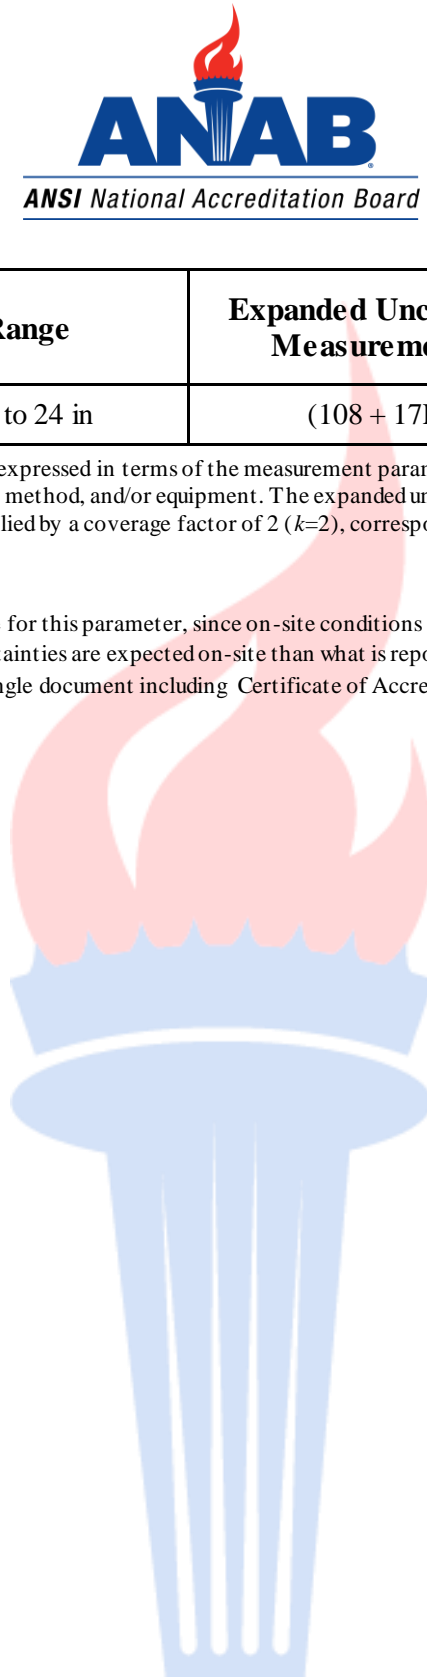 ANAB
ANSI National Accreditation Board
Range
Expanded Unc
Measureme
to 24 in
(108 + 17
expressed in terms of the measurement param
method, and/or equipment. The expanded un
lied by a coverage factor of 2 (k=2), correspo
for this parameter, since on-site conditions
tainties are expected on-site than what is repo
ngle document including Certificate of Accre